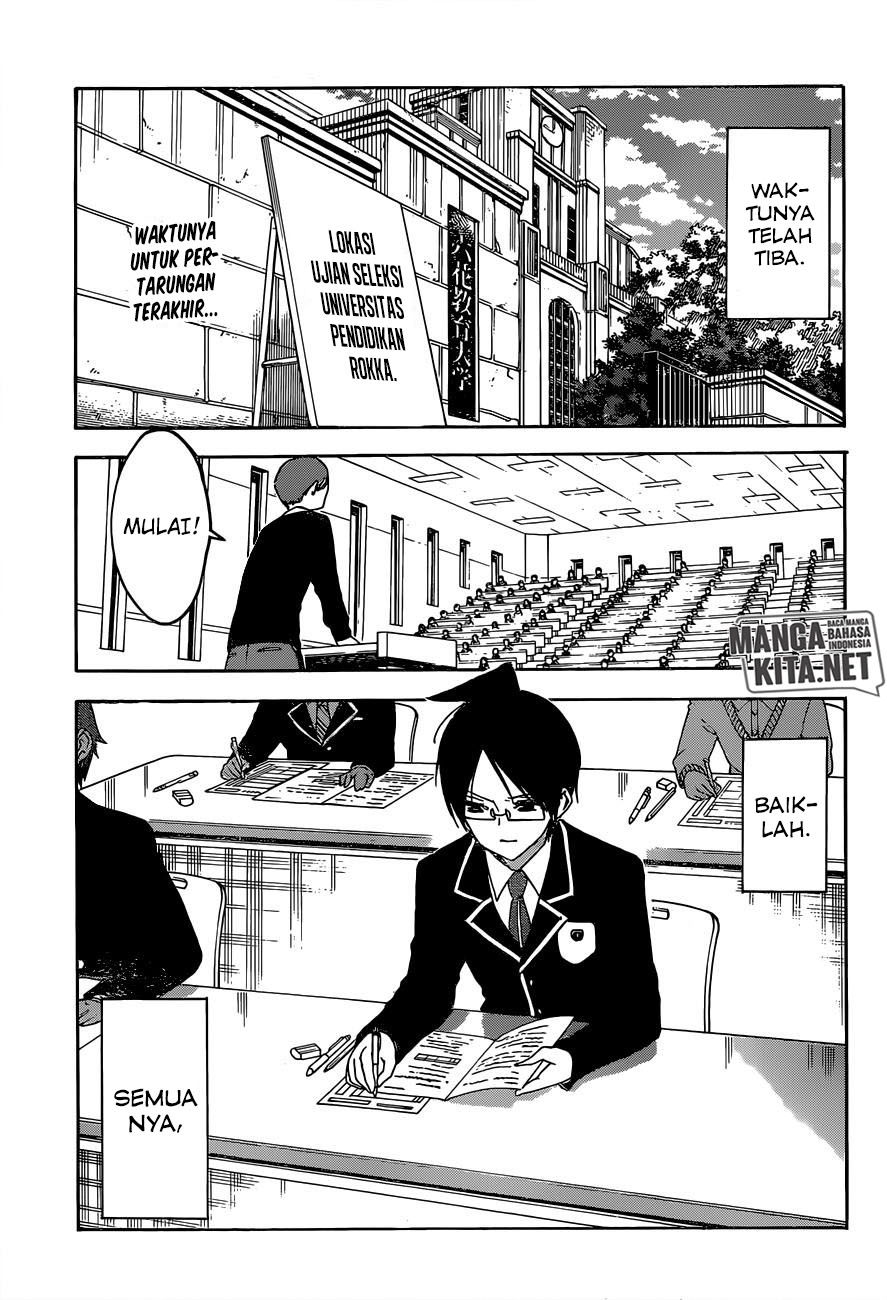 WAK-
TUNYA
TELAH
TIBA.
六花教育大学
LOKASI
UJIAN SELEKSI
UNIVERSITAS
PENDIDIKAN
ROKKA.
WAKTUNYA
UNTUK PER-
TARUNGAN
TERAKHIR...
MULAI!
MANGA
KITA.NET
BACA MANGA
BAHASA
INDONESIA
BAIK-
LAH.
SEMUA
NYA,